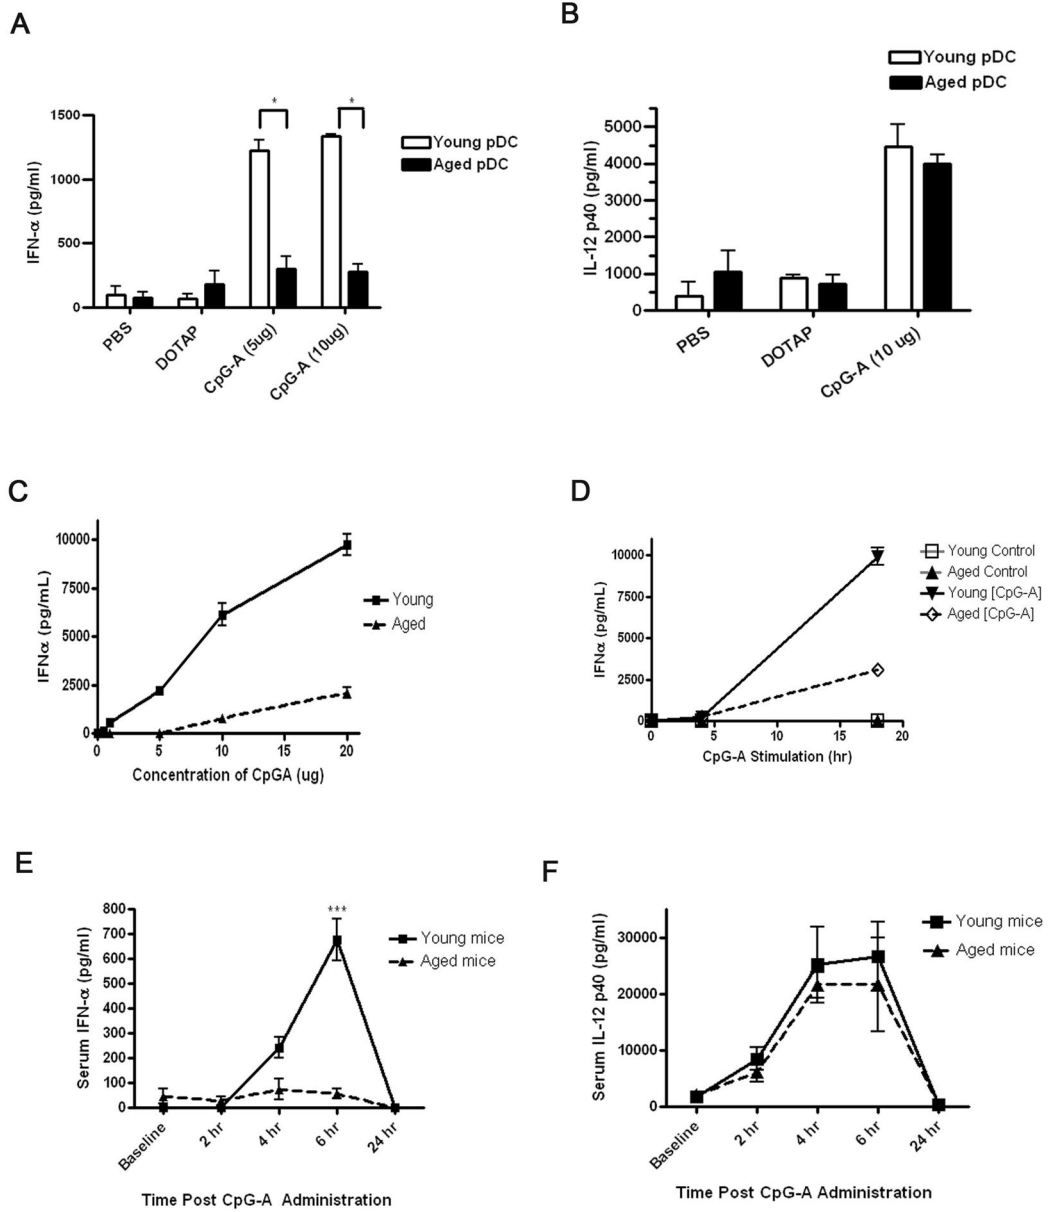 A
IFN-α (pg/ml)
1500
1000
500
0
*
*
Young pDC
Aged pDC
PBS
DOTAP
CpG-A (5ug)
CpG-A (10ug)
B
Young pDC
Aged pDC
IL-12 p40 (pg/ml)
5000
4000
3000
2000
1000
0
PBS
DOTAP
CpG-A (10 ug)
C
IFNα (pg/mL)
10000
7500
5000
2500
0
0
5
10
15
20
Young
Aged
Concentration of CpGA (ug)
D
IFNα (pg/mL)
10000
7500
5000
2500
0
0
5
10
15
20
Young Control
Aged Control
Young [CpG-A]
Aged [CpG-A]
CpG-A Stimulation (hr)
E
Serum IFN-α (pg/ml)
800
700
600
500
400
300
200
100
0
***
Young mice
Aged mice
Baseline
2 hr
4 hr
6 hr
24 hr
Time Post CpG-A Administration
F
Serum IL-12 p40 (pg/ml)
30000
20000
10000
0
Young mice
Aged mice
Baseline
2 hr
4 hr
6 hr
24 hr
Time Post CpG-A Administration